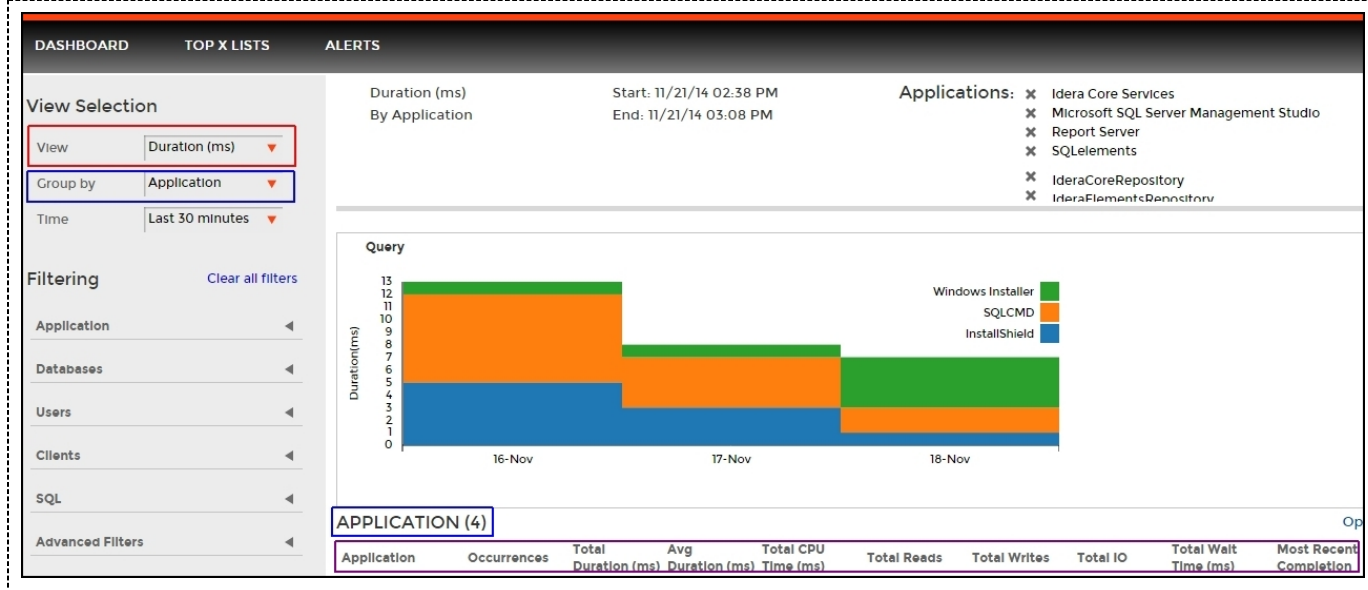 DASHBOARD TOP X LISTS ALERTS
View Selection
View Duration (ms)
Group by Application
Time Last 30 minutes
Filtering Clear all filters
Application
Databases
Users
Clients
SQL
Advanced Filters
Duration (ms) Start: 11/21/14 02:38 PM
By Application End: 11/21/14 03:08 PM
Applications: Idera Core Services
Microsoft SQL Server Management Studio
Report Server
SQLelements
IderaCoreRepository
IderaElementsRepository
Query
Duration(ms)
13
12
11
10
9
8
7
6
5
4
3
2
1
0
16-Nov 17-Nov 18-Nov
Windows Installer
SQLCMD
InstallShield
APPLICATION (4) Op
Application Occurrences Total Duration (ms) Avg Duration (ms) Total CPU Time (ms) Total Reads Total Writes Total IO Total Wait Time (ms) Most Recent Completion